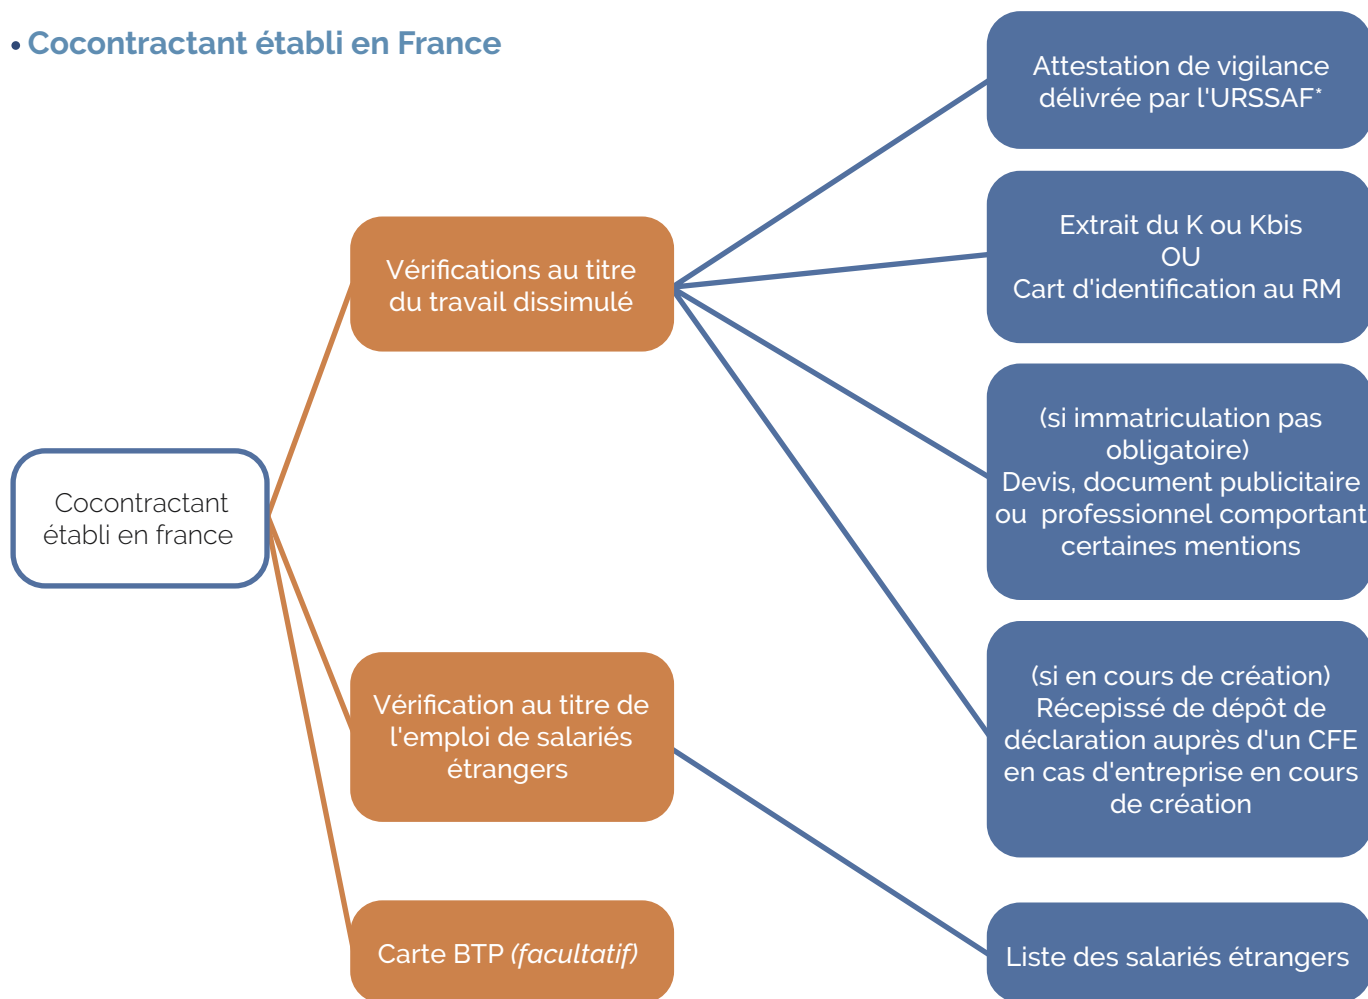 • Cocontractant établi en France
Attestation de vigilance
délivrée par l'URSSAF*
Extrait du K ou Kbis
OU
Cart d'identification au RM
Vérifications au titre
du travail dissimulé
(si immatriculation pas
obligatoire)
Devis, document publicitaire
ou professionnel comportant
certaines mentions
Cocontractant
établi en france
(si en cours de création)
Récepissé de dépôt de
déclaration auprès d'un CFE
en cas d'entreprise en cours
de création
Vérification au titre de
l'emploi de salariés
étrangers
Carte BTP (facultatif)
Liste des salariés étrangers